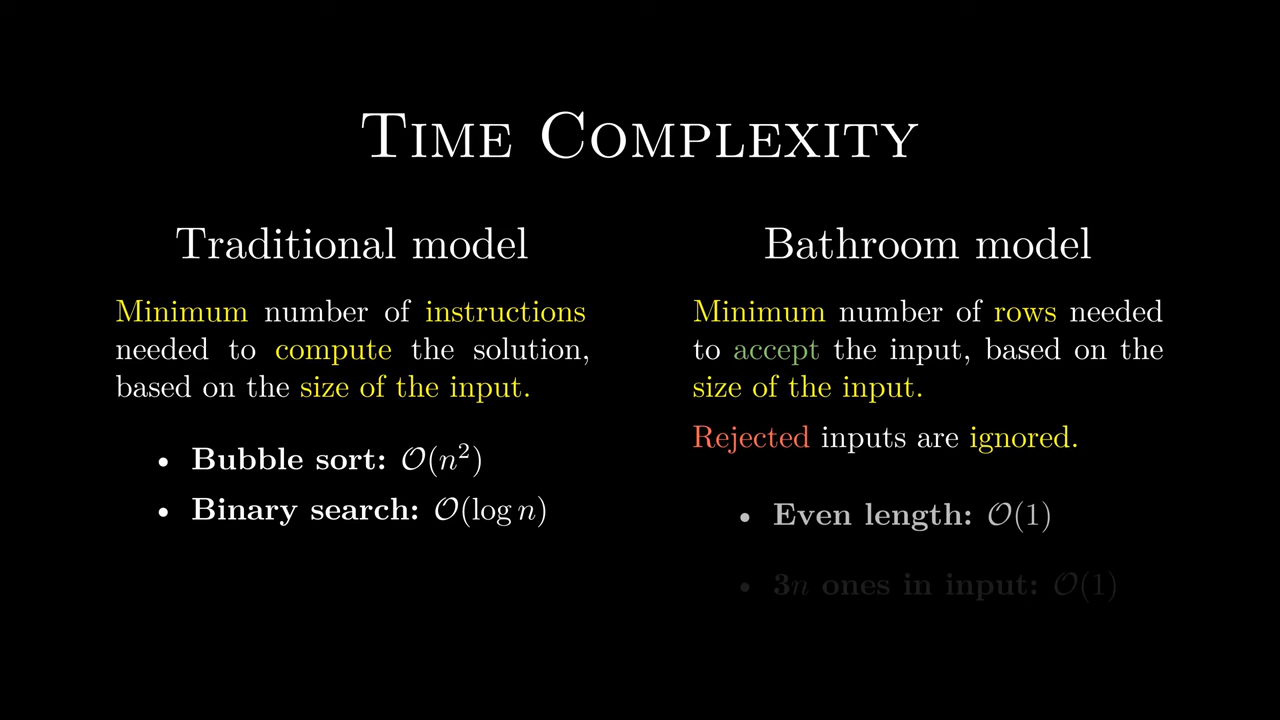 Time Complexity
Traditional model
Minimum number of instructions
needed to compute the solution,
based on the size of the input.
• Bubble sort: 𝒪(n²)
• Binary search: 𝒪(log n)
Bathroom model
Minimum number of rows needed
to accept the input, based on the
size of the input.
Rejected inputs are ignored.
• Even length: 𝒪(1)
• 3n ones in input: 𝒪(1)